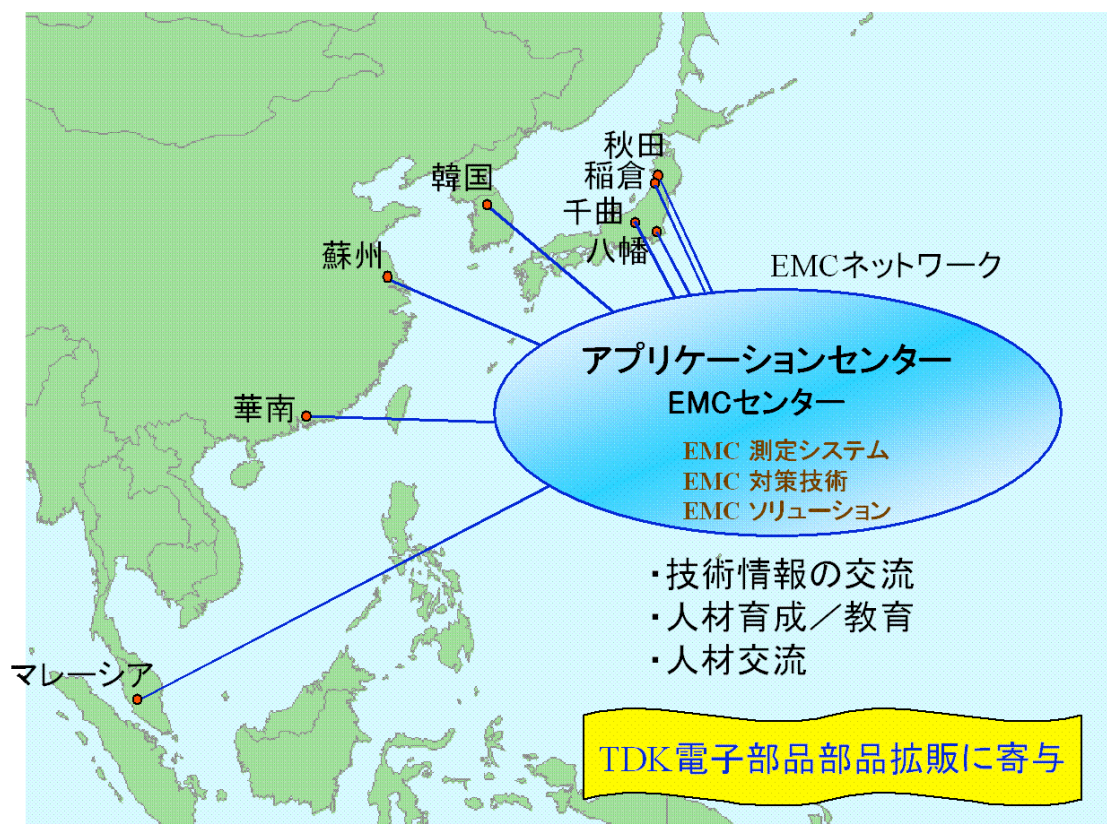 秋田
稲倉
韓国
千曲
八幡
蘇州
EMCネットワーク
アプリケーションセンター
EMCセンター
華南
EMC 測定システム
EMC 対策技術
EMC ソリューション
・技術情報の交流
・人材育成／教育
・人材交流
マレーシア
TDK電子部品部品拡販に寄与